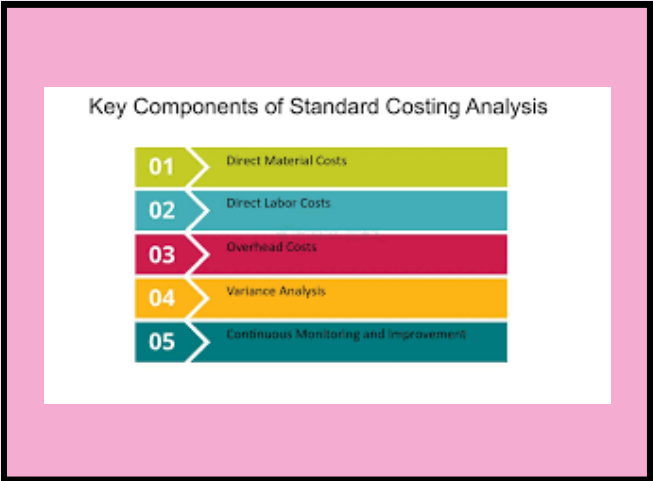 Key Components of Standard Costing Analysis
01 Direct Material Costs
02 Direct Labor Costs
03 Overhead Costs
04 Variance Analysis
05 Continuous Monitoring and Improvement